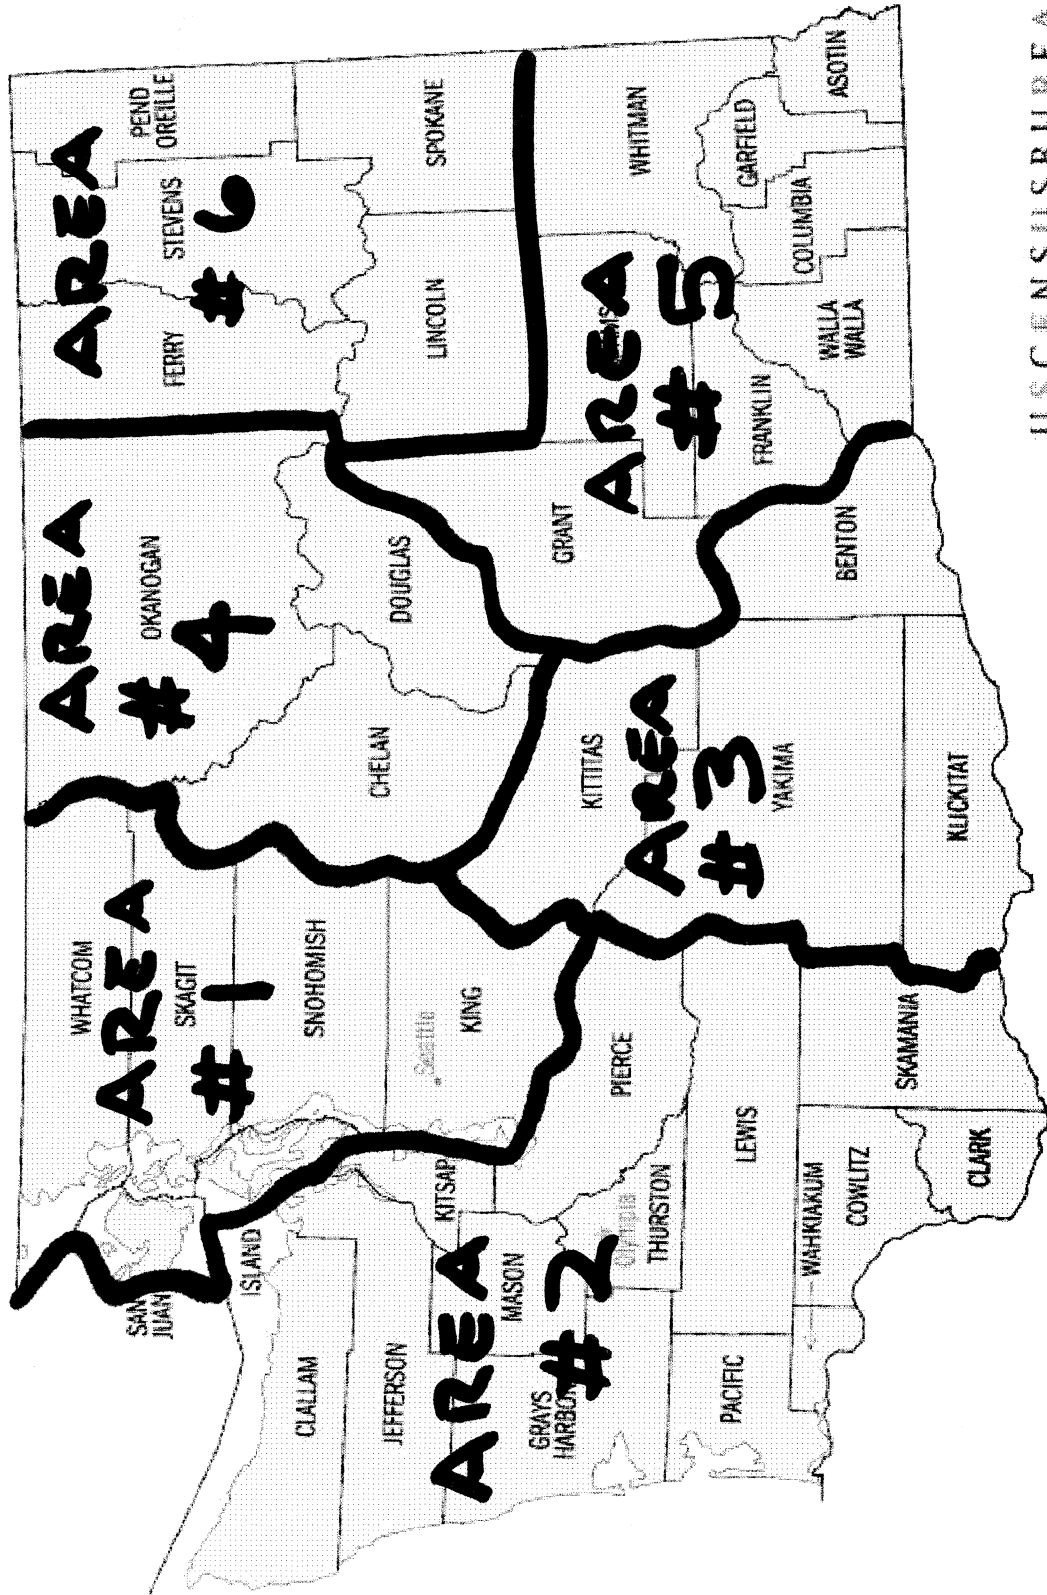 WHATCOM
AREA
SKAGIT
# 1
SNOHOMISH
Seattle
KING
SAN
JUAN
ISLAND
AREA
OKANOGAN
# 4
CHELAN
DOUGLAS
AREA
PEND
OREILLE
STEVENS
# 6
FERRY
LINCOLN
SPOKANE
CLALLAM
JEFFERSON
KITSAP
AREA
MASON
# 2
GRAYS
HARBOR
Olympia
THURSTON
PIERCE
PACIFIC
LEWIS
WAHKIAKUM
COWLITZ
CLARK
SKAMANIA
KITTITAS
AREA
# 3
YAKIMA
KLICKITAT
BENTON
GRANT
AREA
# 5
FRANKLIN
WHITMAN
GARFIELD
COLUMBIA
ASOTIN
WALLA
WALLA